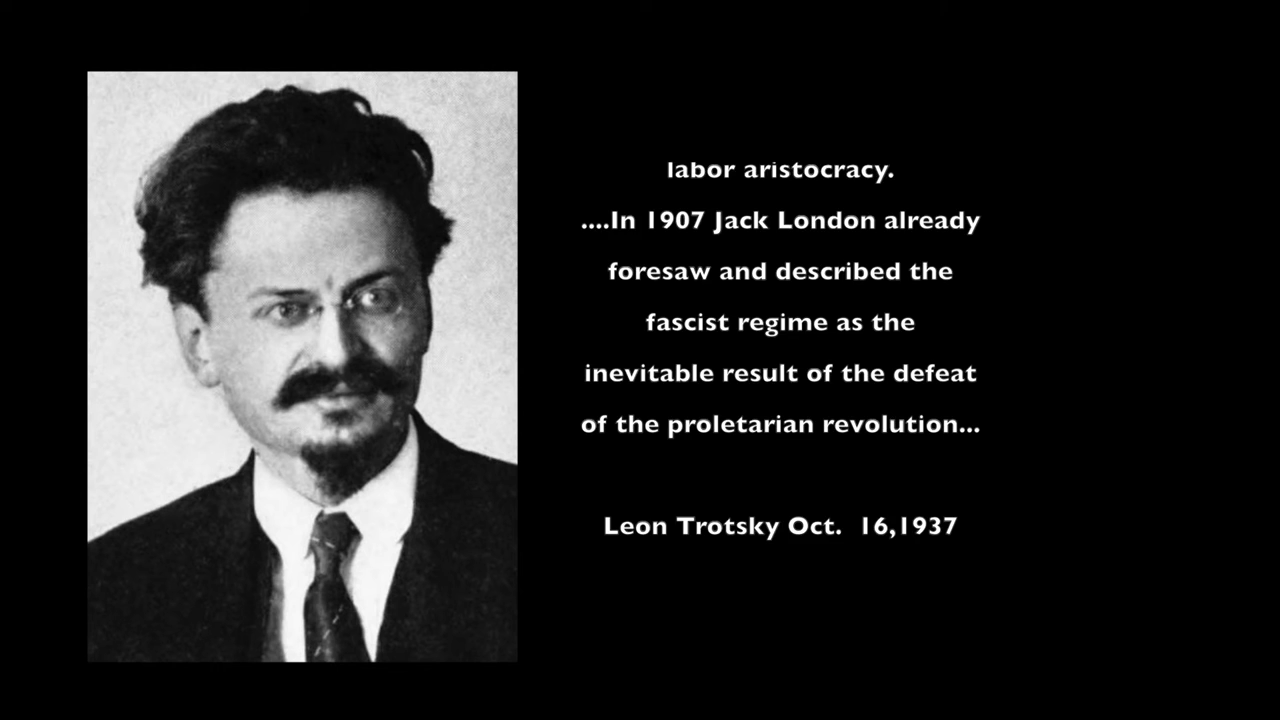 labor aristocracy.
....In 1907 Jack London already
foresaw and described the
fascist regime as the
inevitable result of the defeat
of the proletarian revolution...
Leon Trotsky Oct.  16,1937